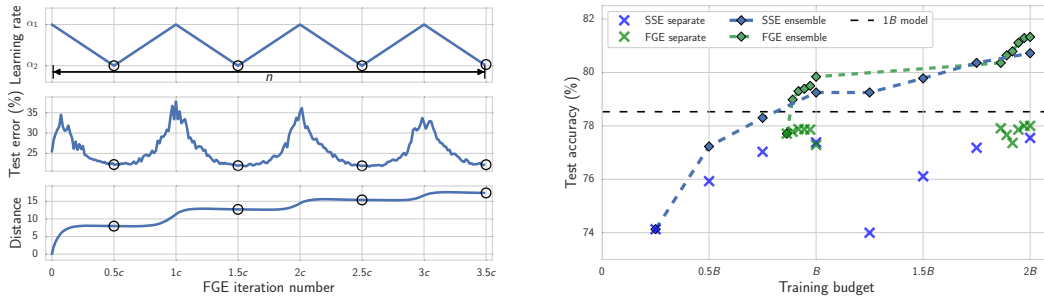 Learning rate
α₁
α₂
n
Test error (%)
35
30
25
Distance
15
10
5
0
0
0.5c
1c
1.5c
2c
2.5c
3c
3.5c
FGE iteration number
SSE separate
FGE separate
SSE ensemble
FGE ensemble
1B model
Test accuracy (%)
82
80
78
76
74
0
0.5B
B
1.5B
2B
Training budget